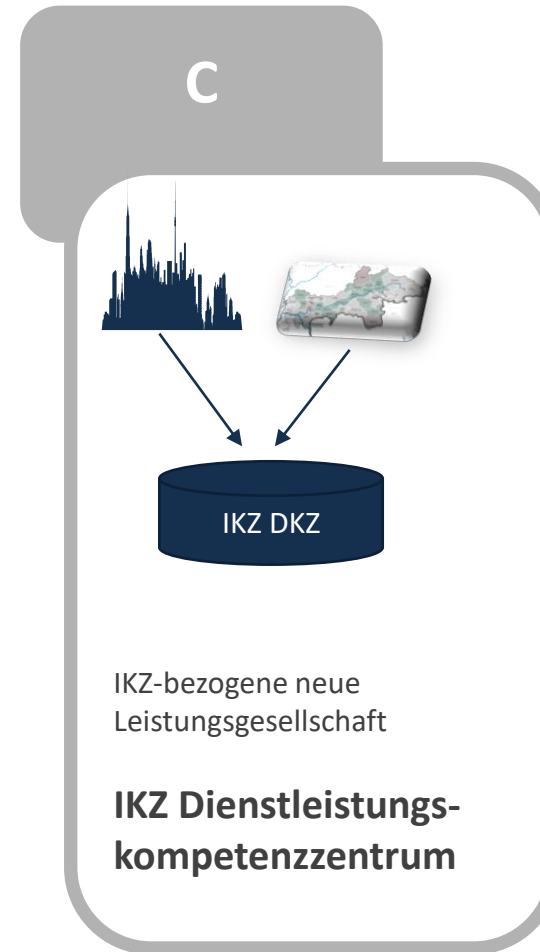 C
IKZ DKZ
IKZ-bezogene neue
Leistungsgesellschaft
IKZ Dienstleistungs-
kompetenzzentrum